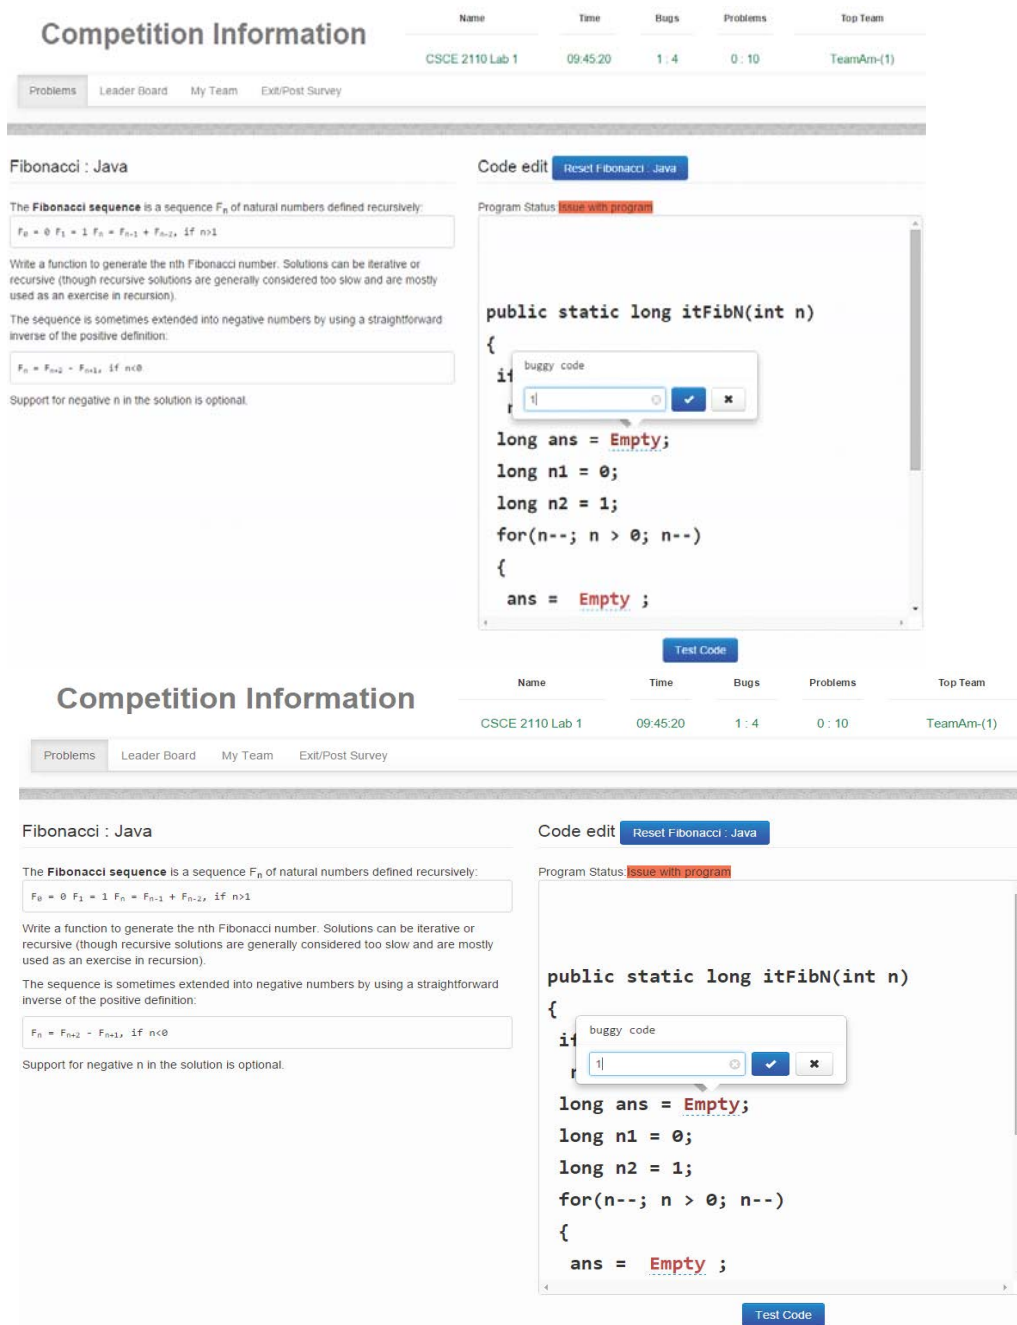 Competition Information
Name Time Bugs Problems Top Team
CSCE 2110 Lab 1 09:45:20 1 : 4 0 : 10 TeamAm-(1)
Problems Leader Board My Team Exit/Post Survey
Fibonacci : Java
The Fibonacci sequence is a sequence Fn of natural numbers defined recursively:
F0 = 0 F1 = 1 Fn = Fn-1 + Fn-2, if n>1
Write a function to generate the nth Fibonacci number. Solutions can be iterative or
recursive (though recursive solutions are generally considered too slow and are mostly
used as an exercise in recursion).
The sequence is sometimes extended into negative numbers by using a straightforward
inverse of the positive definition:
Fn = Fn+2 - Fn+1, if n<0
Support for negative n in the solution is optional.
Code edit Reset Fibonacci : Java
Program Status:Issue with program
public static long itFibN(int n)
{
if
buggy code
1
r
long ans = Empty;
long n1 = 0;
long n2 = 1;
for(n--; n > 0; n--)
{
ans = Empty ;
Test Code
Competition Information
Name Time Bugs Problems Top Team
CSCE 2110 Lab 1 09:45:20 1 : 4 0 : 10 TeamAm-(1)
Problems Leader Board My Team Exit/Post Survey
Fibonacci : Java
The Fibonacci sequence is a sequence Fn of natural numbers defined recursively:
F0 = 0 F1 = 1 Fn = Fn-1 + Fn-2, if n>1
Write a function to generate the nth Fibonacci number. Solutions can be iterative or
recursive (though recursive solutions are generally considered too slow and are mostly
used as an exercise in recursion).
The sequence is sometimes extended into negative numbers by using a straightforward
inverse of the positive definition:
Fn = Fn+2 - Fn+1, if n<0
Support for negative n in the solution is optional.
Code edit Reset Fibonacci : Java
Program Status:Issue with program
public static long itFibN(int n)
{
if
buggy code
1
r
long ans = Empty;
long n1 = 0;
long n2 = 1;
for(n--; n > 0; n--)
{
ans = Empty ;
Test Code